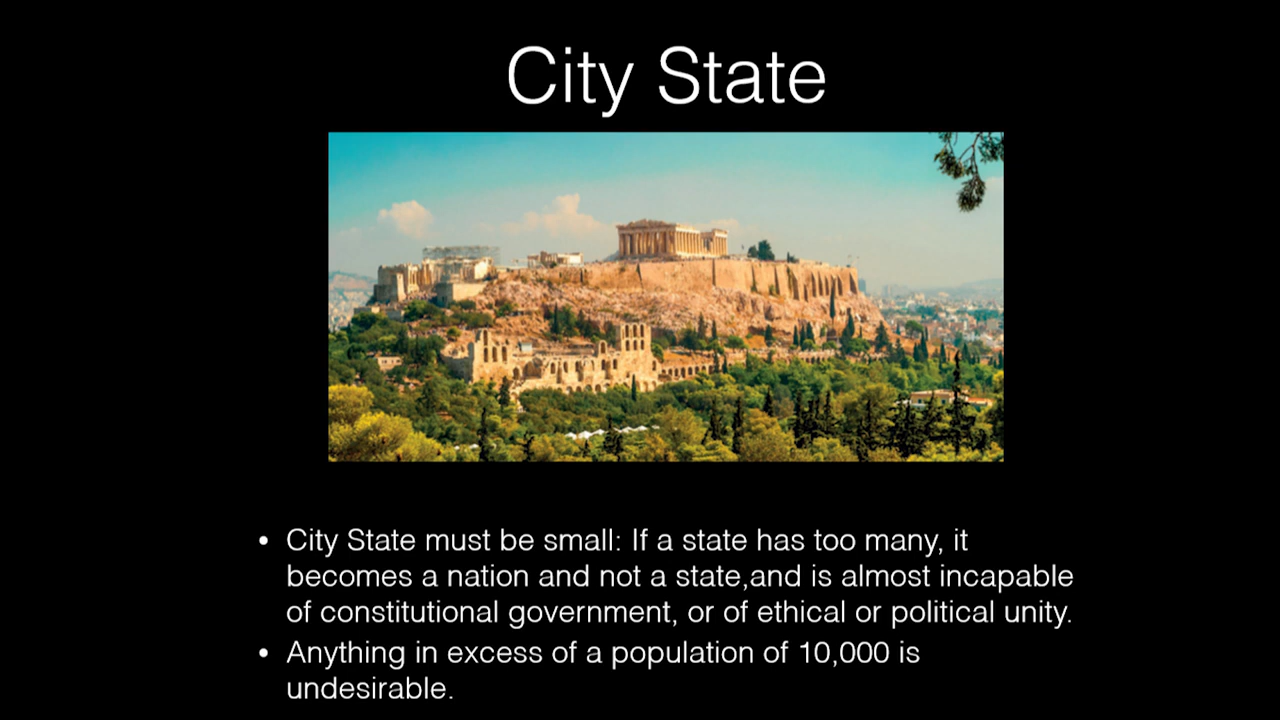 City State
• City State must be small: If a state has too many, it
becomes a nation and not a state,and is almost incapable
of constitutional government, or of ethical or political unity.
• Anything in excess of a population of 10,000 is
undesirable.